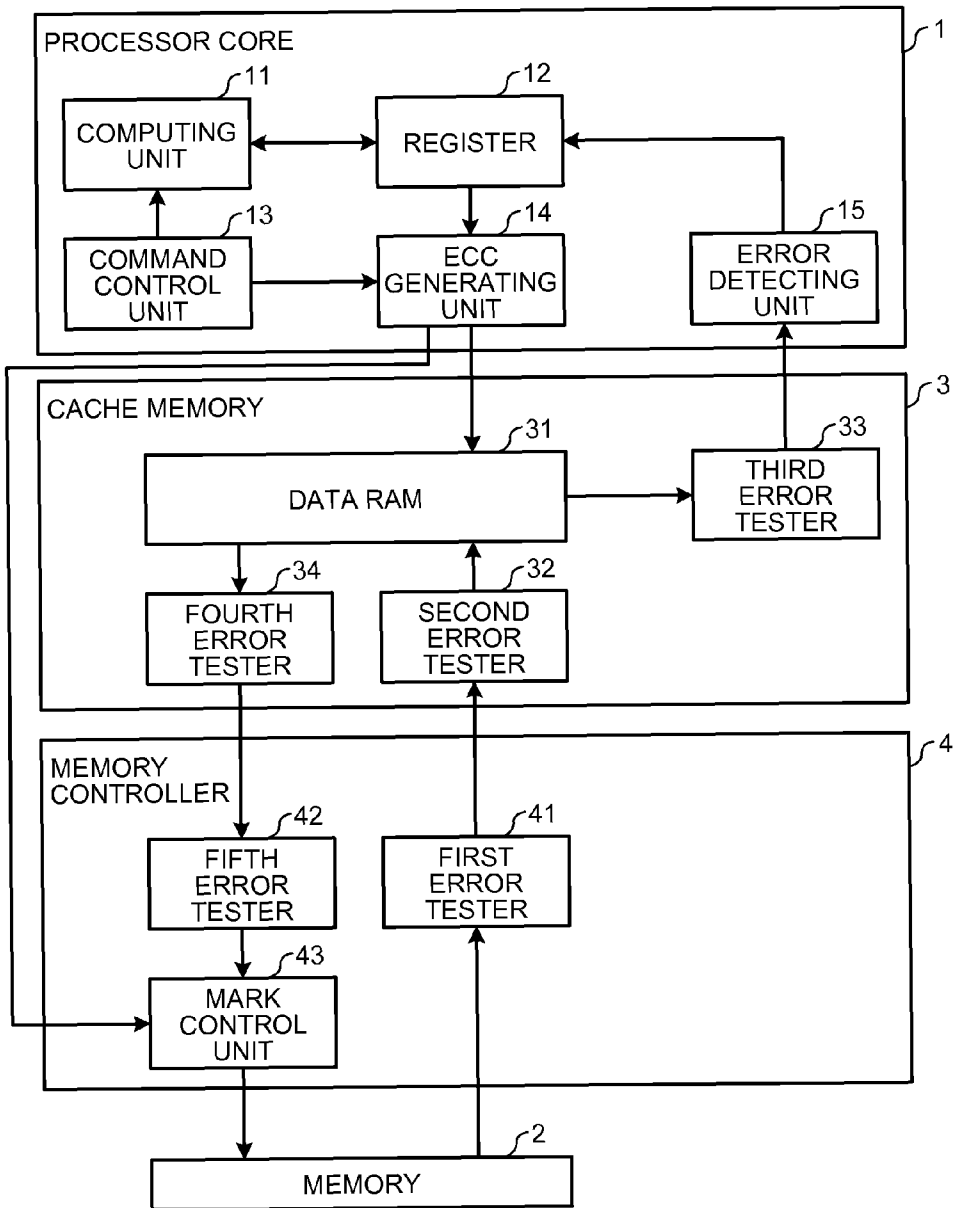 PROCESSOR CORE
1
11
COMPUTING
UNIT
12
REGISTER
13
COMMAND
CONTROL
UNIT
14
ECC
GENERATING
UNIT
15
ERROR
DETECTING
UNIT
CACHE MEMORY
3
31
DATA RAM
33
THIRD
ERROR
TESTER
34
FOURTH
ERROR
TESTER
32
SECOND
ERROR
TESTER
MEMORY
CONTROLLER
4
42
FIFTH
ERROR
TESTER
41
FIRST
ERROR
TESTER
43
MARK
CONTROL
UNIT
2
MEMORY